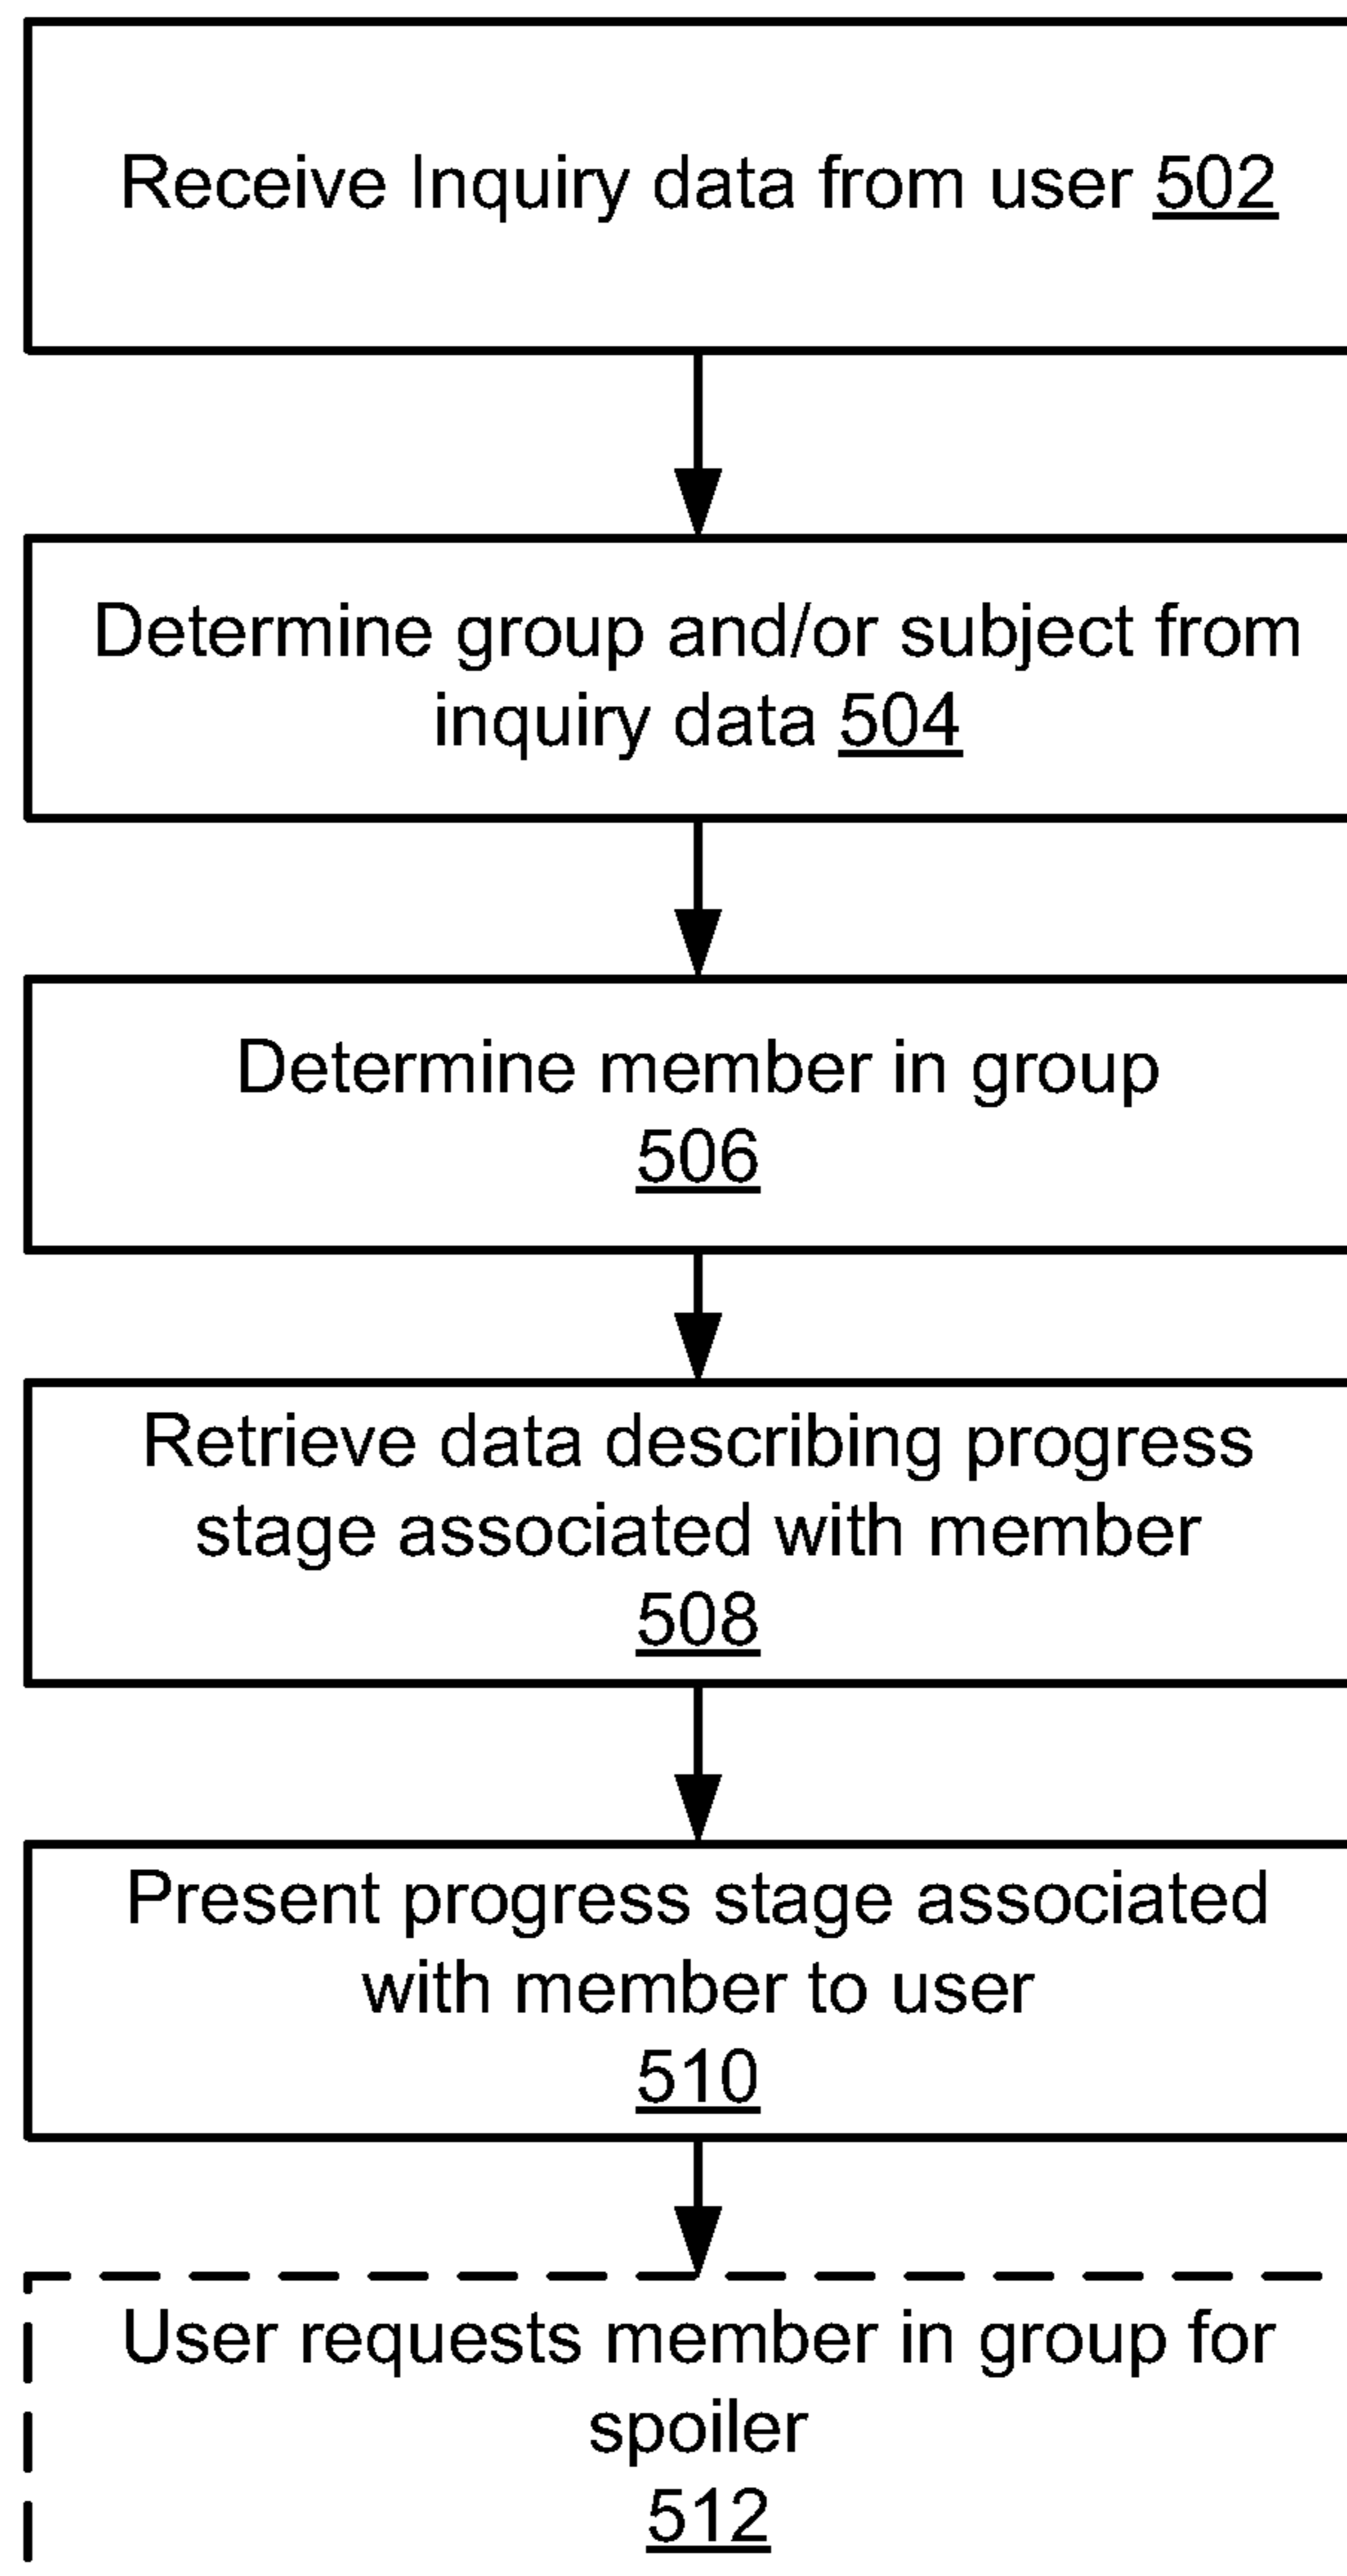 Receive Inquiry data from user 502
Determine group and/or subject from
inquiry data 504
Determine member in group
506
Retrieve data describing progress
stage associated with member
508
Present progress stage associated
with member to user
510
User requests member in group for
spoiler
512